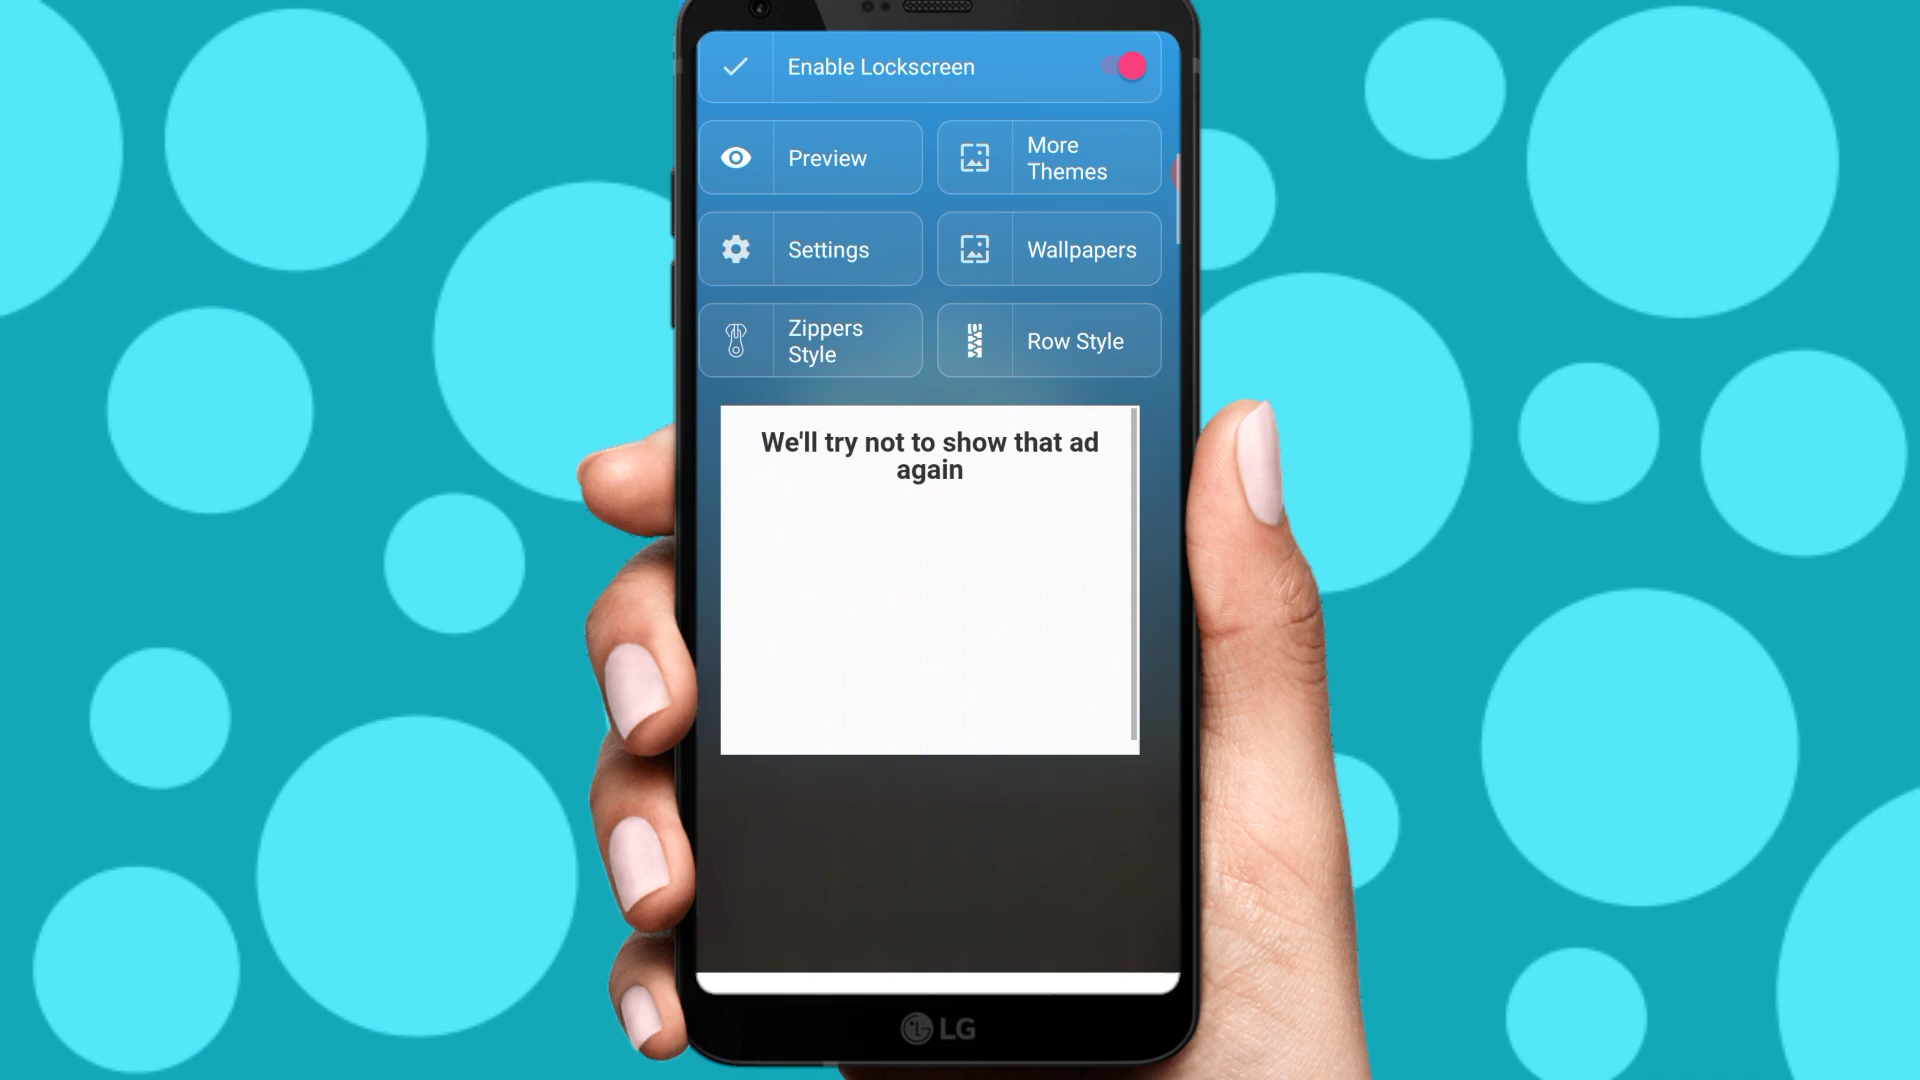 Enable Lockscreen
Preview
More
Themes
Settings
Wallpapers
Zippers
Style
Row Style
We'll try not to show that ad
again
LG